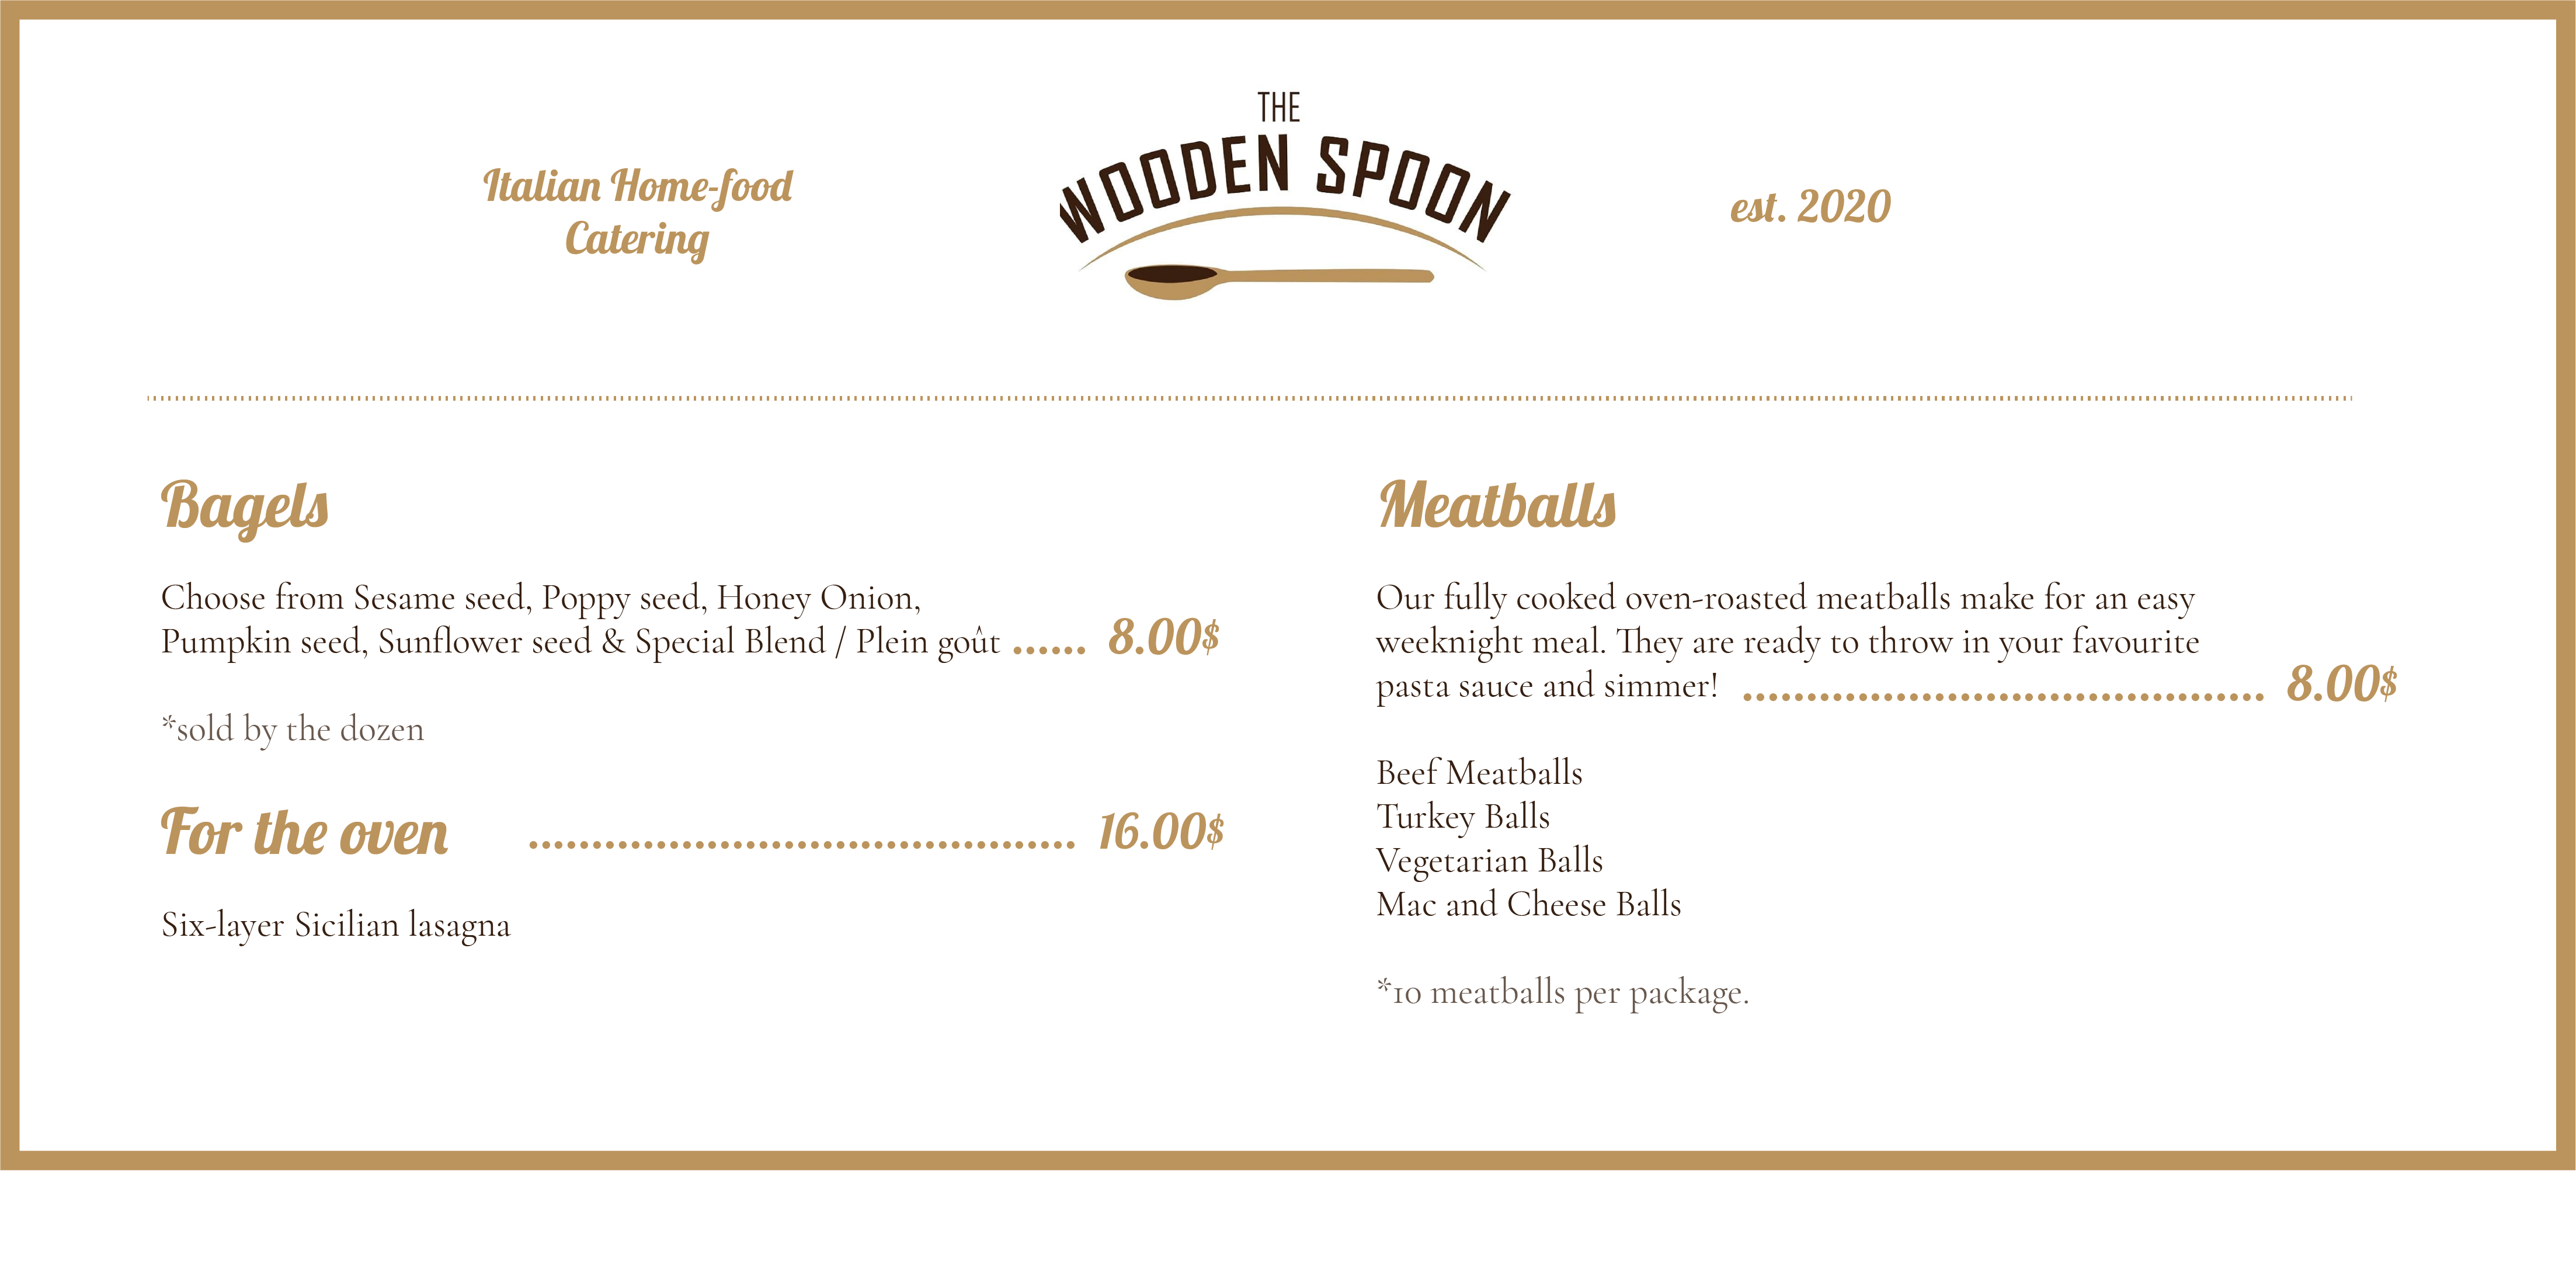 Italian Home-food
Catering
THE
WOODEN SPOON
est. 2020
Bagels
Choose from Sesame seed, Poppy seed, Honey Onion,
Pumpkin seed, Sunflower seed & Special Blend / Plein goût ...... 8.00$
*sold by the dozen
For the oven ........................................... 16.00$
Six-layer Sicilian lasagna
Meatballs
Our fully cooked oven-roasted meatballs make for an easy
weeknight meal. They are ready to throw in your favourite
pasta sauce and simmer! ......................................... 8.00$
Beef Meatballs
Turkey Balls
Vegetarian Balls
Mac and Cheese Balls
*10 meatballs per package.